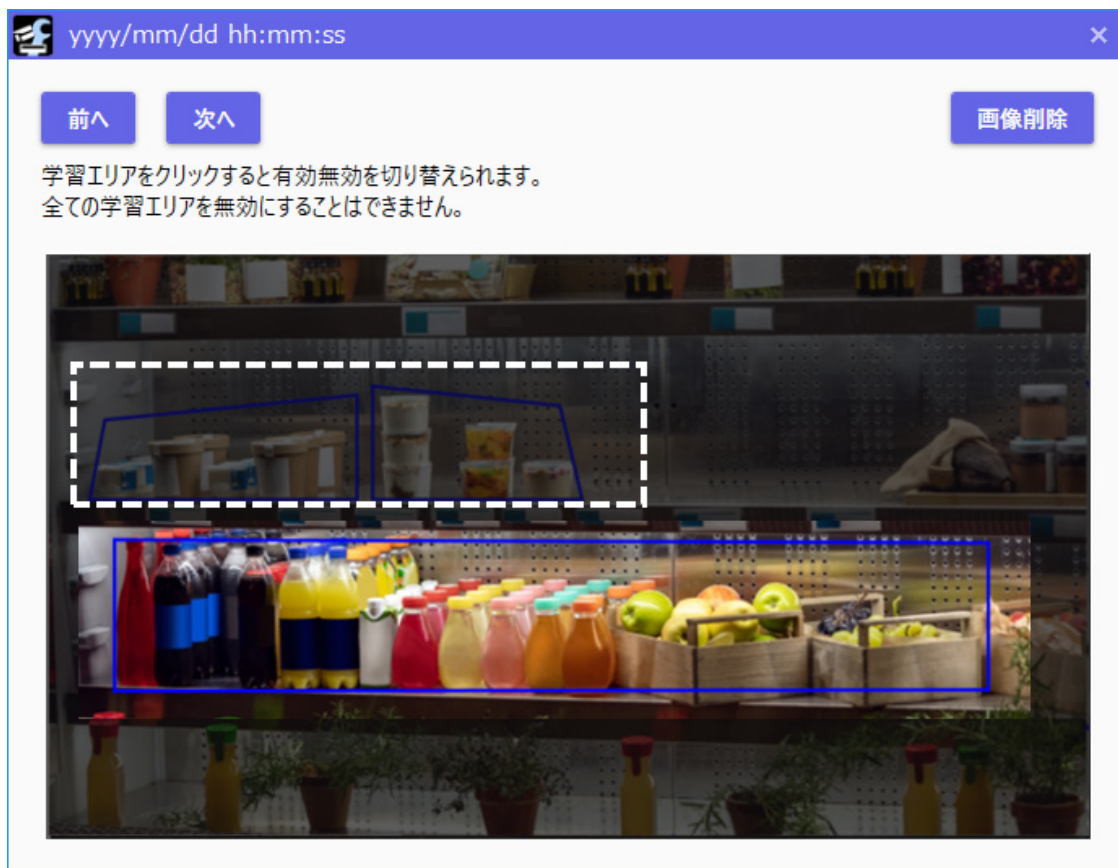 yyyy/mm/dd hh:mm:ss
前へ
次へ
画像削除
学習エリアをクリックすると有効無効を切り替えられます。
全ての学習エリアを無効にすることはできません。